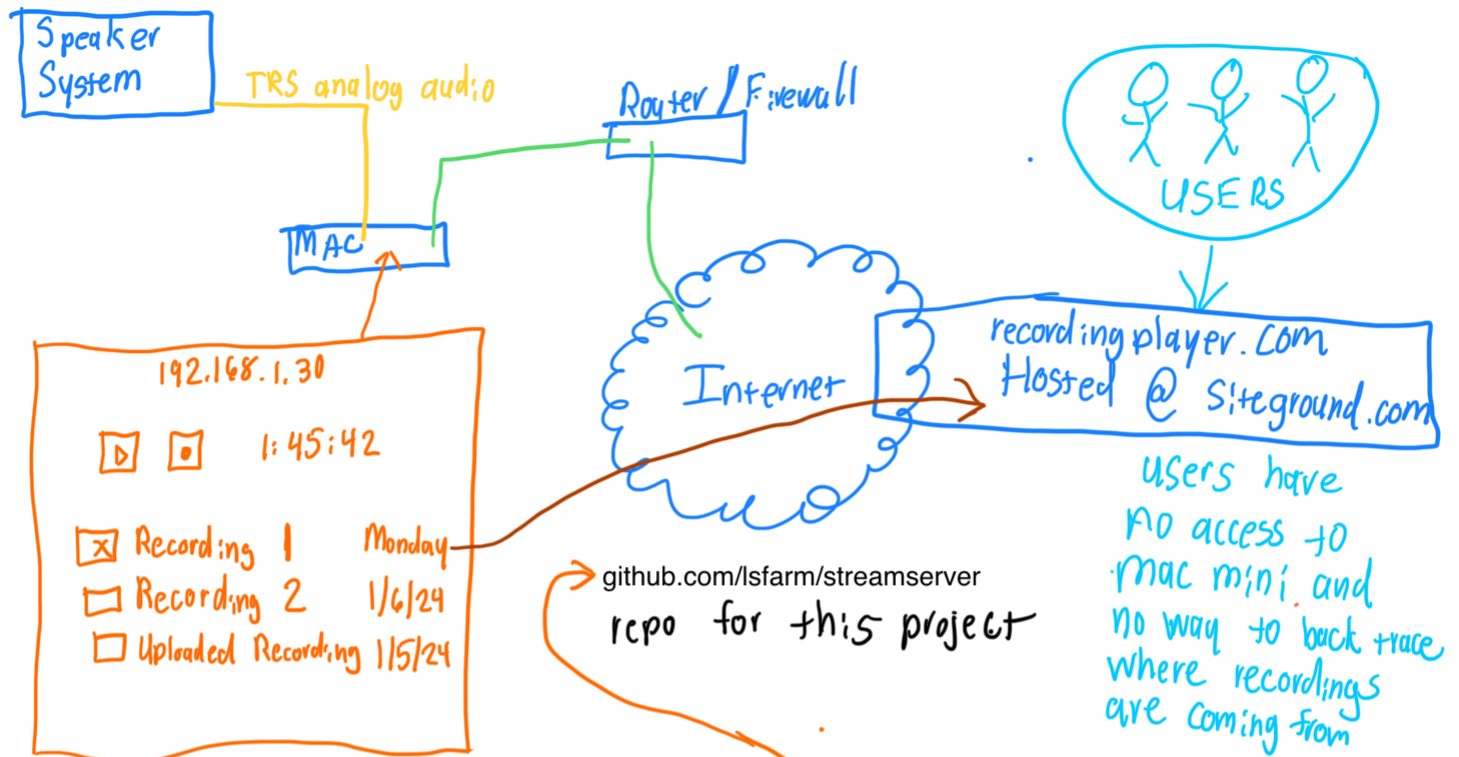 Speaker
System
TRS analog audio
Router / Firewall
USERS
MAC
192.168.1.30
1:45:42
Recording 1 Monday
Recording 2 1/6/24
Uploaded Recording 1/5/24
Internet
recordingplayer.com
Hosted @ Siteground.com
github.com/lsfarm/streamserver
repo for this project
users have
no access to
mac mini and
no way to back trace
where recordings
are coming from